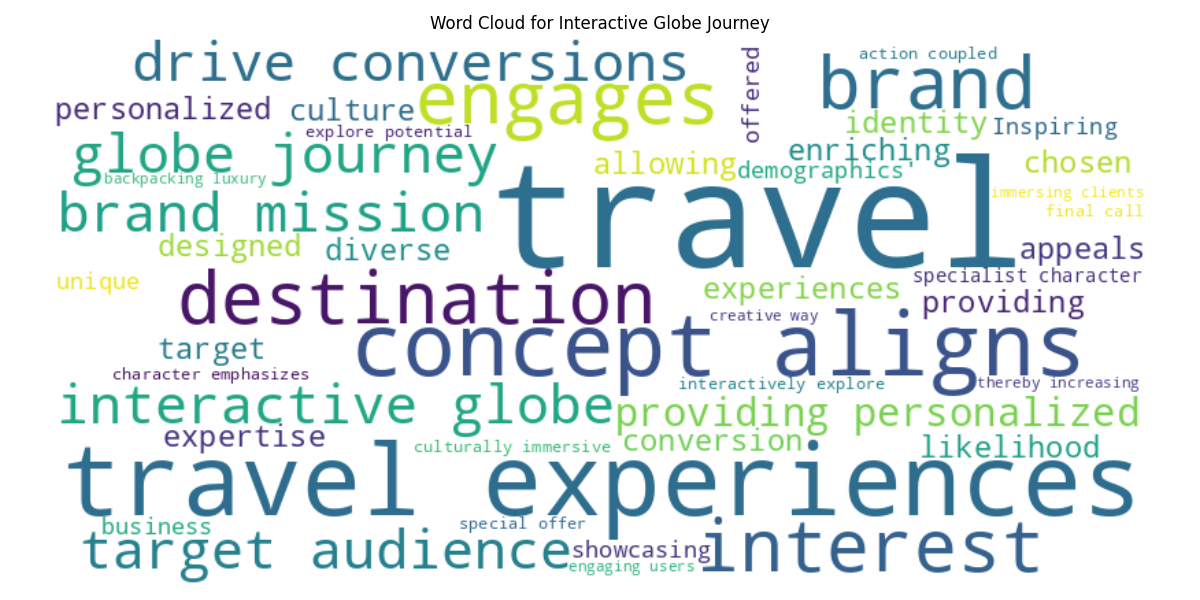 Word Cloud for Interactive Globe Journey
drive conversions
engages
offered
action coupled
brand
personalized
culture
explore potential
identity
Inspiring
globe journey
backpacking luxury
allowing
enriching
demographics'
chosen
travel
immersing clients
final call
brand mission
designed
diverse
appeals
unique
destination
experiences
specialist character
providing
creative way
target
concept aligns
character emphasizes
interactively explore
thereby increasing
interactive globe
providing personalized
expertise
culturally immersive
conversion
likelihood
travel experiences
business
special offer
target audience
showcasing
engaging users
interest